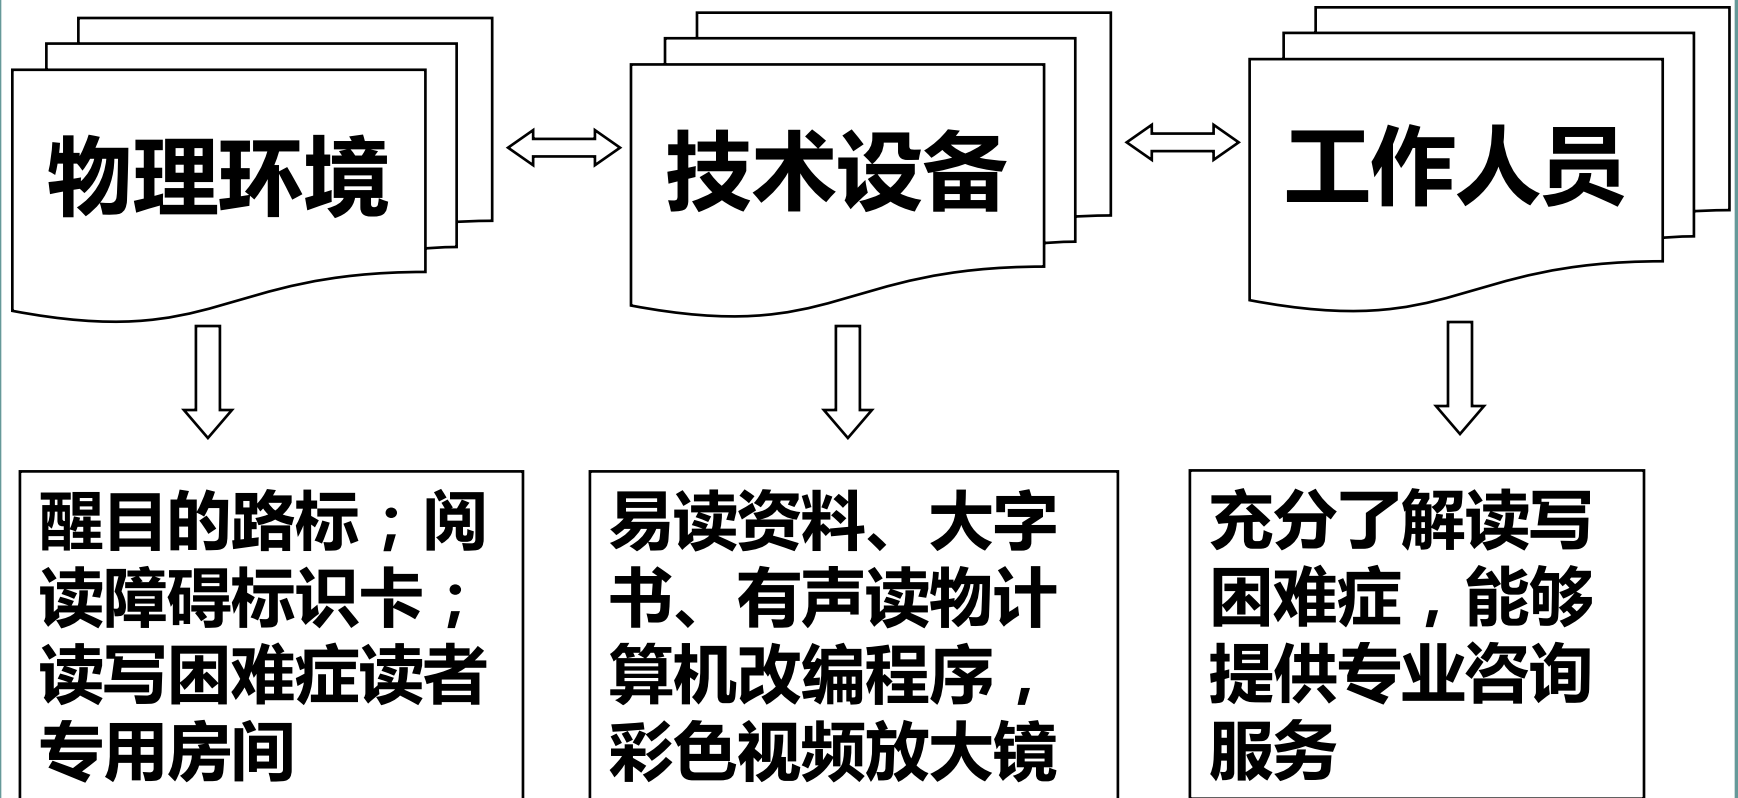 物理环境
技术设备
工作人员
醒目的路标；阅
读障碍标识卡；
读写困难症读者
专用房间
易读资料、大字
书、有声读物计
算机改编程序，
彩色视频放大镜
充分了解读写
困难症，能够
提供专业咨询
服务